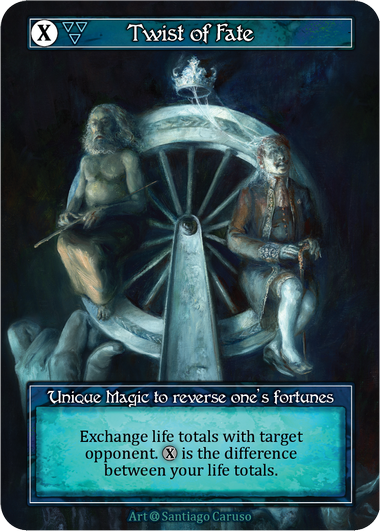 X
Twist of Fate
Unique Magic to reverse one's fortunes
Exchange life totals with target
opponent. X is the difference
between your life totals.
Art @ Santiago Caruso